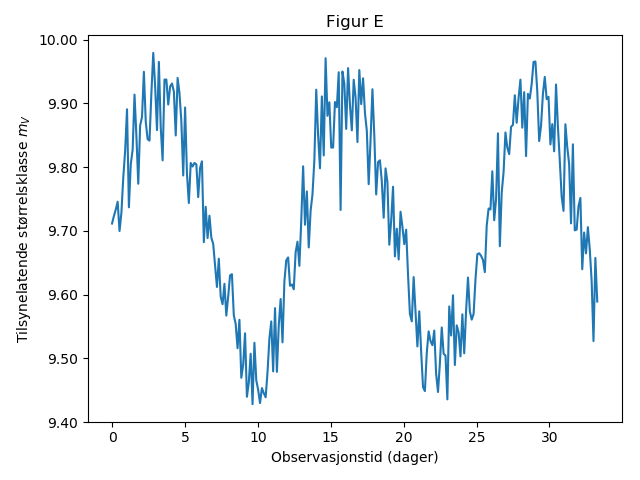 Figur E
Tilsynelatende størrelsesklasse $m_V$
10.00
9.90
9.80
9.70
9.60
9.50
9.40
0 5 10 15 20 25 30
Observasjonstid (dager)